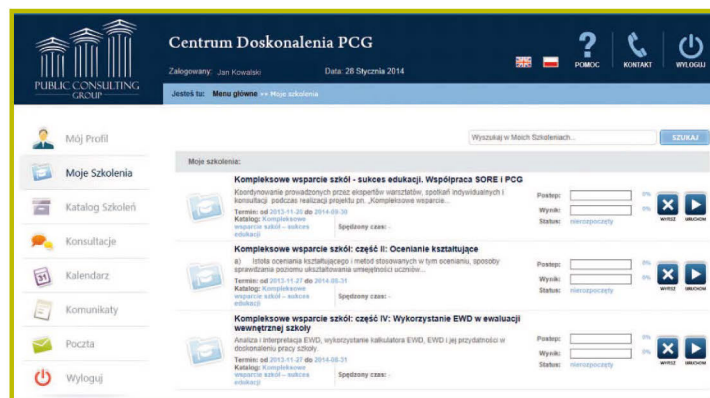 PUBLIC CONSULTING
GROUP
Centrum Doskonalenia PCG
Zalogowany: Jan Kowalski
Data: 28 Stycznia 2014
POMOC
KONTAKT
WYLOGUJ
Jesteś tu: Menu główne >> Moje szkolenia
Mój Profil
Moje Szkolenia
Katalog Szkoleń
Konsultacje
Kalendarz
Komunikaty
Poczta
Wyloguj
Wyszukaj w Moich Szkoleniach...
SZUKAJ
Moje szkolenia:
Kompleksowe wsparcie szkół - sukces edukacji. Współpraca SORE i PCG
Koordynowanie prowadzonych przez ekspertów warsztatów, spotkań indywidualnych i
konsultacji podczas realizacji projektu pn. „Kompleksowe wsparcie...
Termin: od 2013-11-20 do 2014-09-30
Katalog: Kompleksowe
wsparcie szkół – sukces
edukacji
Spędzony czas: -
Postęp: 0%
Wynik: 0%
Status: nierozpoczęty
WYPISZ
URUCHOM
Kompleksowe wsparcie szkół: część II: Ocenianie kształtujące
a) Istota oceniania kształtującego i metod stosowanych w tym ocenianiu, sposoby
sprawdzania poziomu ukształtowania umiejętności uczniów...
Termin: od 2013-11-27 do 2014-08-31
Katalog: Kompleksowe
wsparcie szkół – sukces
edukacji
Spędzony czas: -
Postęp: 0%
Wynik: 0%
Status: nierozpoczęty
WYPISZ
URUCHOM
Kompleksowe wsparcie szkół: część IV: Wykorzystanie EWD w ewaluacji
wewnętrznej szkoły
Analiza i interpretacja EWD, wykorzystanie kalkulatora EWD, EWD i jej przydatności w
doskonaleniu pracy szkoły.
Termin: od 2013-11-27 do 2014-08-31
Katalog: Kompleksowe
wsparcie szkół – sukces
edukacji
Spędzony czas: -
Postęp: 0%
Wynik: 0%
Status: nierozpoczęty
WYPISZ
URUCHOM